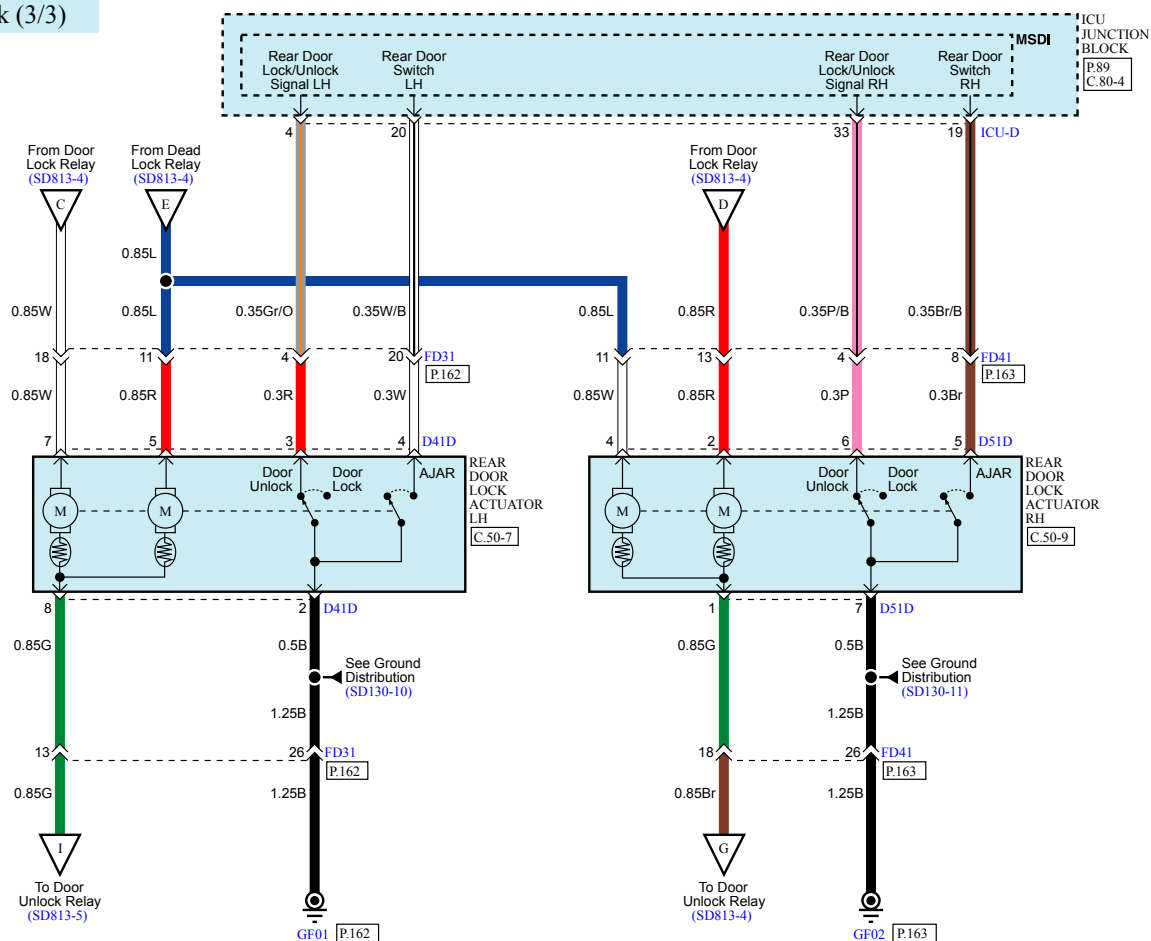 k (3/3)
ICU
JUNCTION
BLOCK
P.89
C.80-4
MSDI
Rear Door
Lock/Unlock
Signal LH
Rear Door
Switch
LH
Rear Door
Lock/Unlock
Signal RH
Rear Door
Switch
RH
4 20 33 19 ICU-D
From Door
Lock Relay
(SD813-4)
C
From Dead
Lock Relay
(SD813-4)
E
From Door
Lock Relay
(SD813-4)
D
0.85L
0.85W 0.85L 0.35Gr/O 0.35W/B 0.85L 0.85R 0.35P/B 0.35Br/B
18 11 4 20 FD31
P.162
11 13 4 8 FD41
P.163
0.85W 0.85R 0.3R 0.3W 0.85W 0.85R 0.3P 0.3Br
7 5 3 4 D41D
4 2 6 5 D51D
Door
Unlock
Door
Lock
AJAR
M M
REAR
DOOR
LOCK
ACTUATOR
LH
C.50-7
Door
Unlock
Door
Lock
AJAR
M M
REAR
DOOR
LOCK
ACTUATOR
RH
C.50-9
8 2 D41D
1 7 D51D
0.85G 0.5B 0.85G 0.5B
See Ground
Distribution
(SD130-10)
See Ground
Distribution
(SD130-11)
1.25B 1.25B
13 26 FD31
P.162
18 26 FD41
P.163
0.85G 1.25B 0.85Br 1.25B
I
To Door
Unlock Relay
(SD813-5)
G
To Door
Unlock Relay
(SD813-4)
GF01 P.162
GF02 P.163